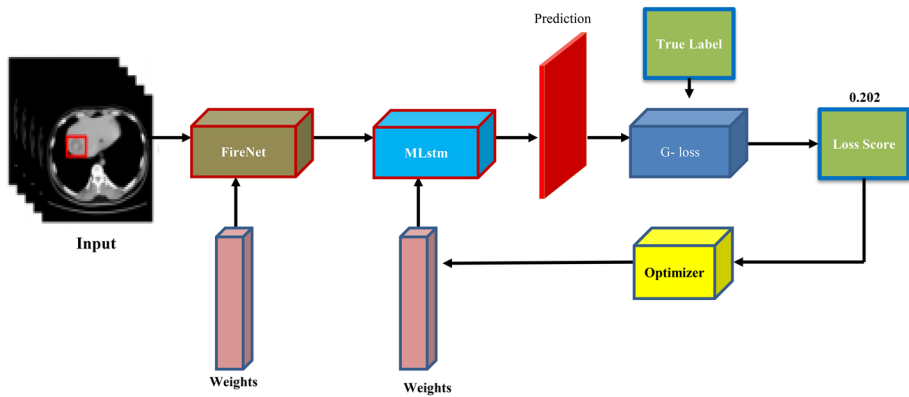 Prediction
True Label
0.202
FireNet
MLstm
G- loss
Loss Score
Input
Optimizer
Weights
Weights